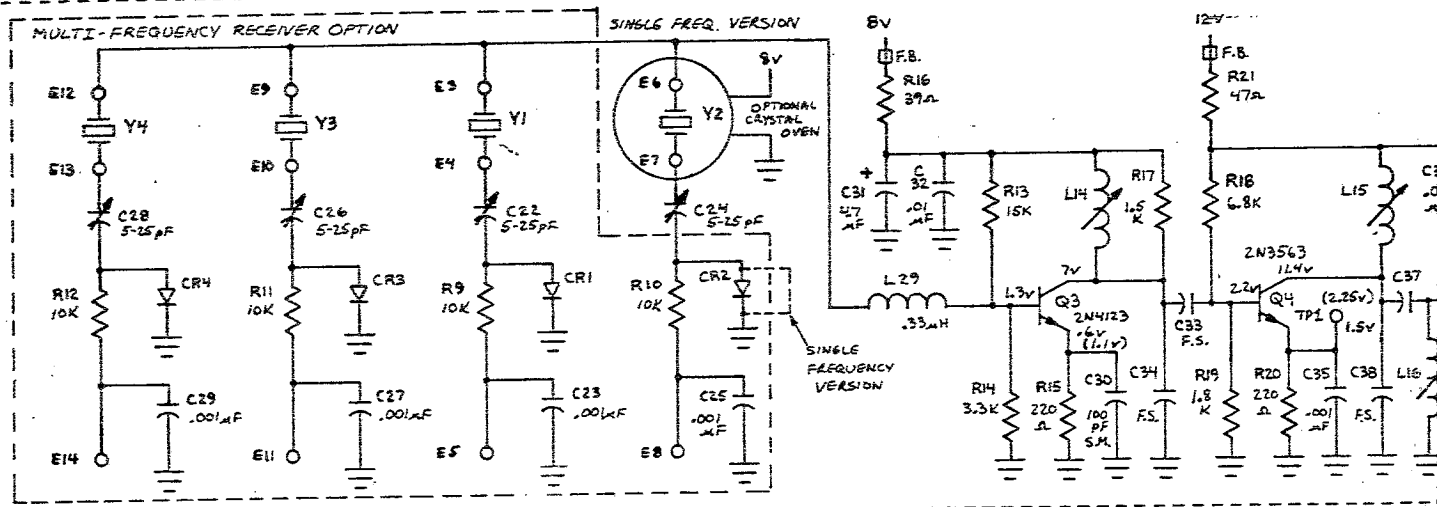 MULTI-FREQUENCY RECEIVER OPTION
SINGLE FREQ. VERSION
8V
F.B.
R16
39Ω
F.B.
R21
47Ω
E12
Y4
E13
C28
5-25pF
CR4
R12
10K
C29
.001µF
E14
E9
Y3
E10
C26
5-25pF
CR3
R11
10K
C27
.001µF
E11
E3
Y1
E4
C22
5-25pF
CR1
R9
10K
C23
.001µF
E5
E6
Y2
E7
8V
OPTIONAL
CRYSTAL
OVEN
C24
5-25pF
CR2
R10
10K
C25
.001
µF
E8
SINGLE
FREQUENCY
VERSION
L29
.33µH
C31
47
µF
+
C
32
.01
µF
R13
15K
L14
R17
1.5
K
7V
1.3V
Q3
2N4123
.6V
(1.1V)
R14
3.3K
R15
220
Ω
C30
100
PF
S.M.
C34
F.S.
C33
F.S.
R18
6.8K
L15
2N3563
11.4V
2.2V
Q4
(2.25V)
TP1
1.5V
R19
1.8
K
R20
220
Ω
C35
.001
µF
C38
F.S.
C37
L16